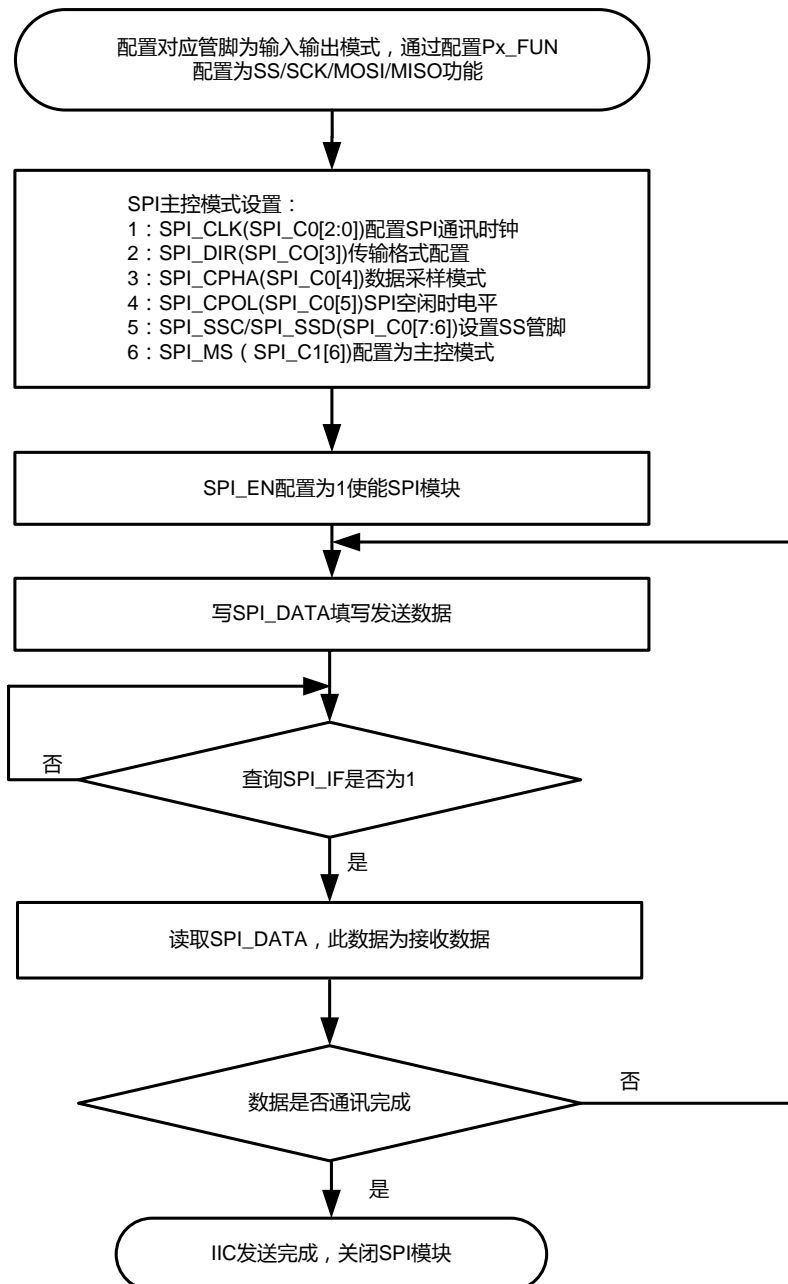 配置对应管脚为输入输出模式，通过配置Px_FUN
配置为SS/SCK/MOSI/MISO功能
SPI主控模式设置：
1：SPI_CLK(SPI_C0[2:0])配置SPI通讯时钟
2：SPI_DIR(SPI_CO[3])传输格式配置
3：SPI_CPHA(SPI_C0[4])数据采样模式
4：SPI_CPOL(SPI_C0[5])SPI空闲时电平
5：SPI_SSC/SPI_SSD(SPI_C0[7:6])设置SS管脚
6：SPI_MS（SPI_C1[6])配置为主控模式
SPI_EN配置为1使能SPI模块
写SPI_DATA填写发送数据
否
查询SPI_IF是否为1
是
读取SPI_DATA，此数据为接收数据
数据是否通讯完成
否
是
IIC发送完成，关闭SPI模块